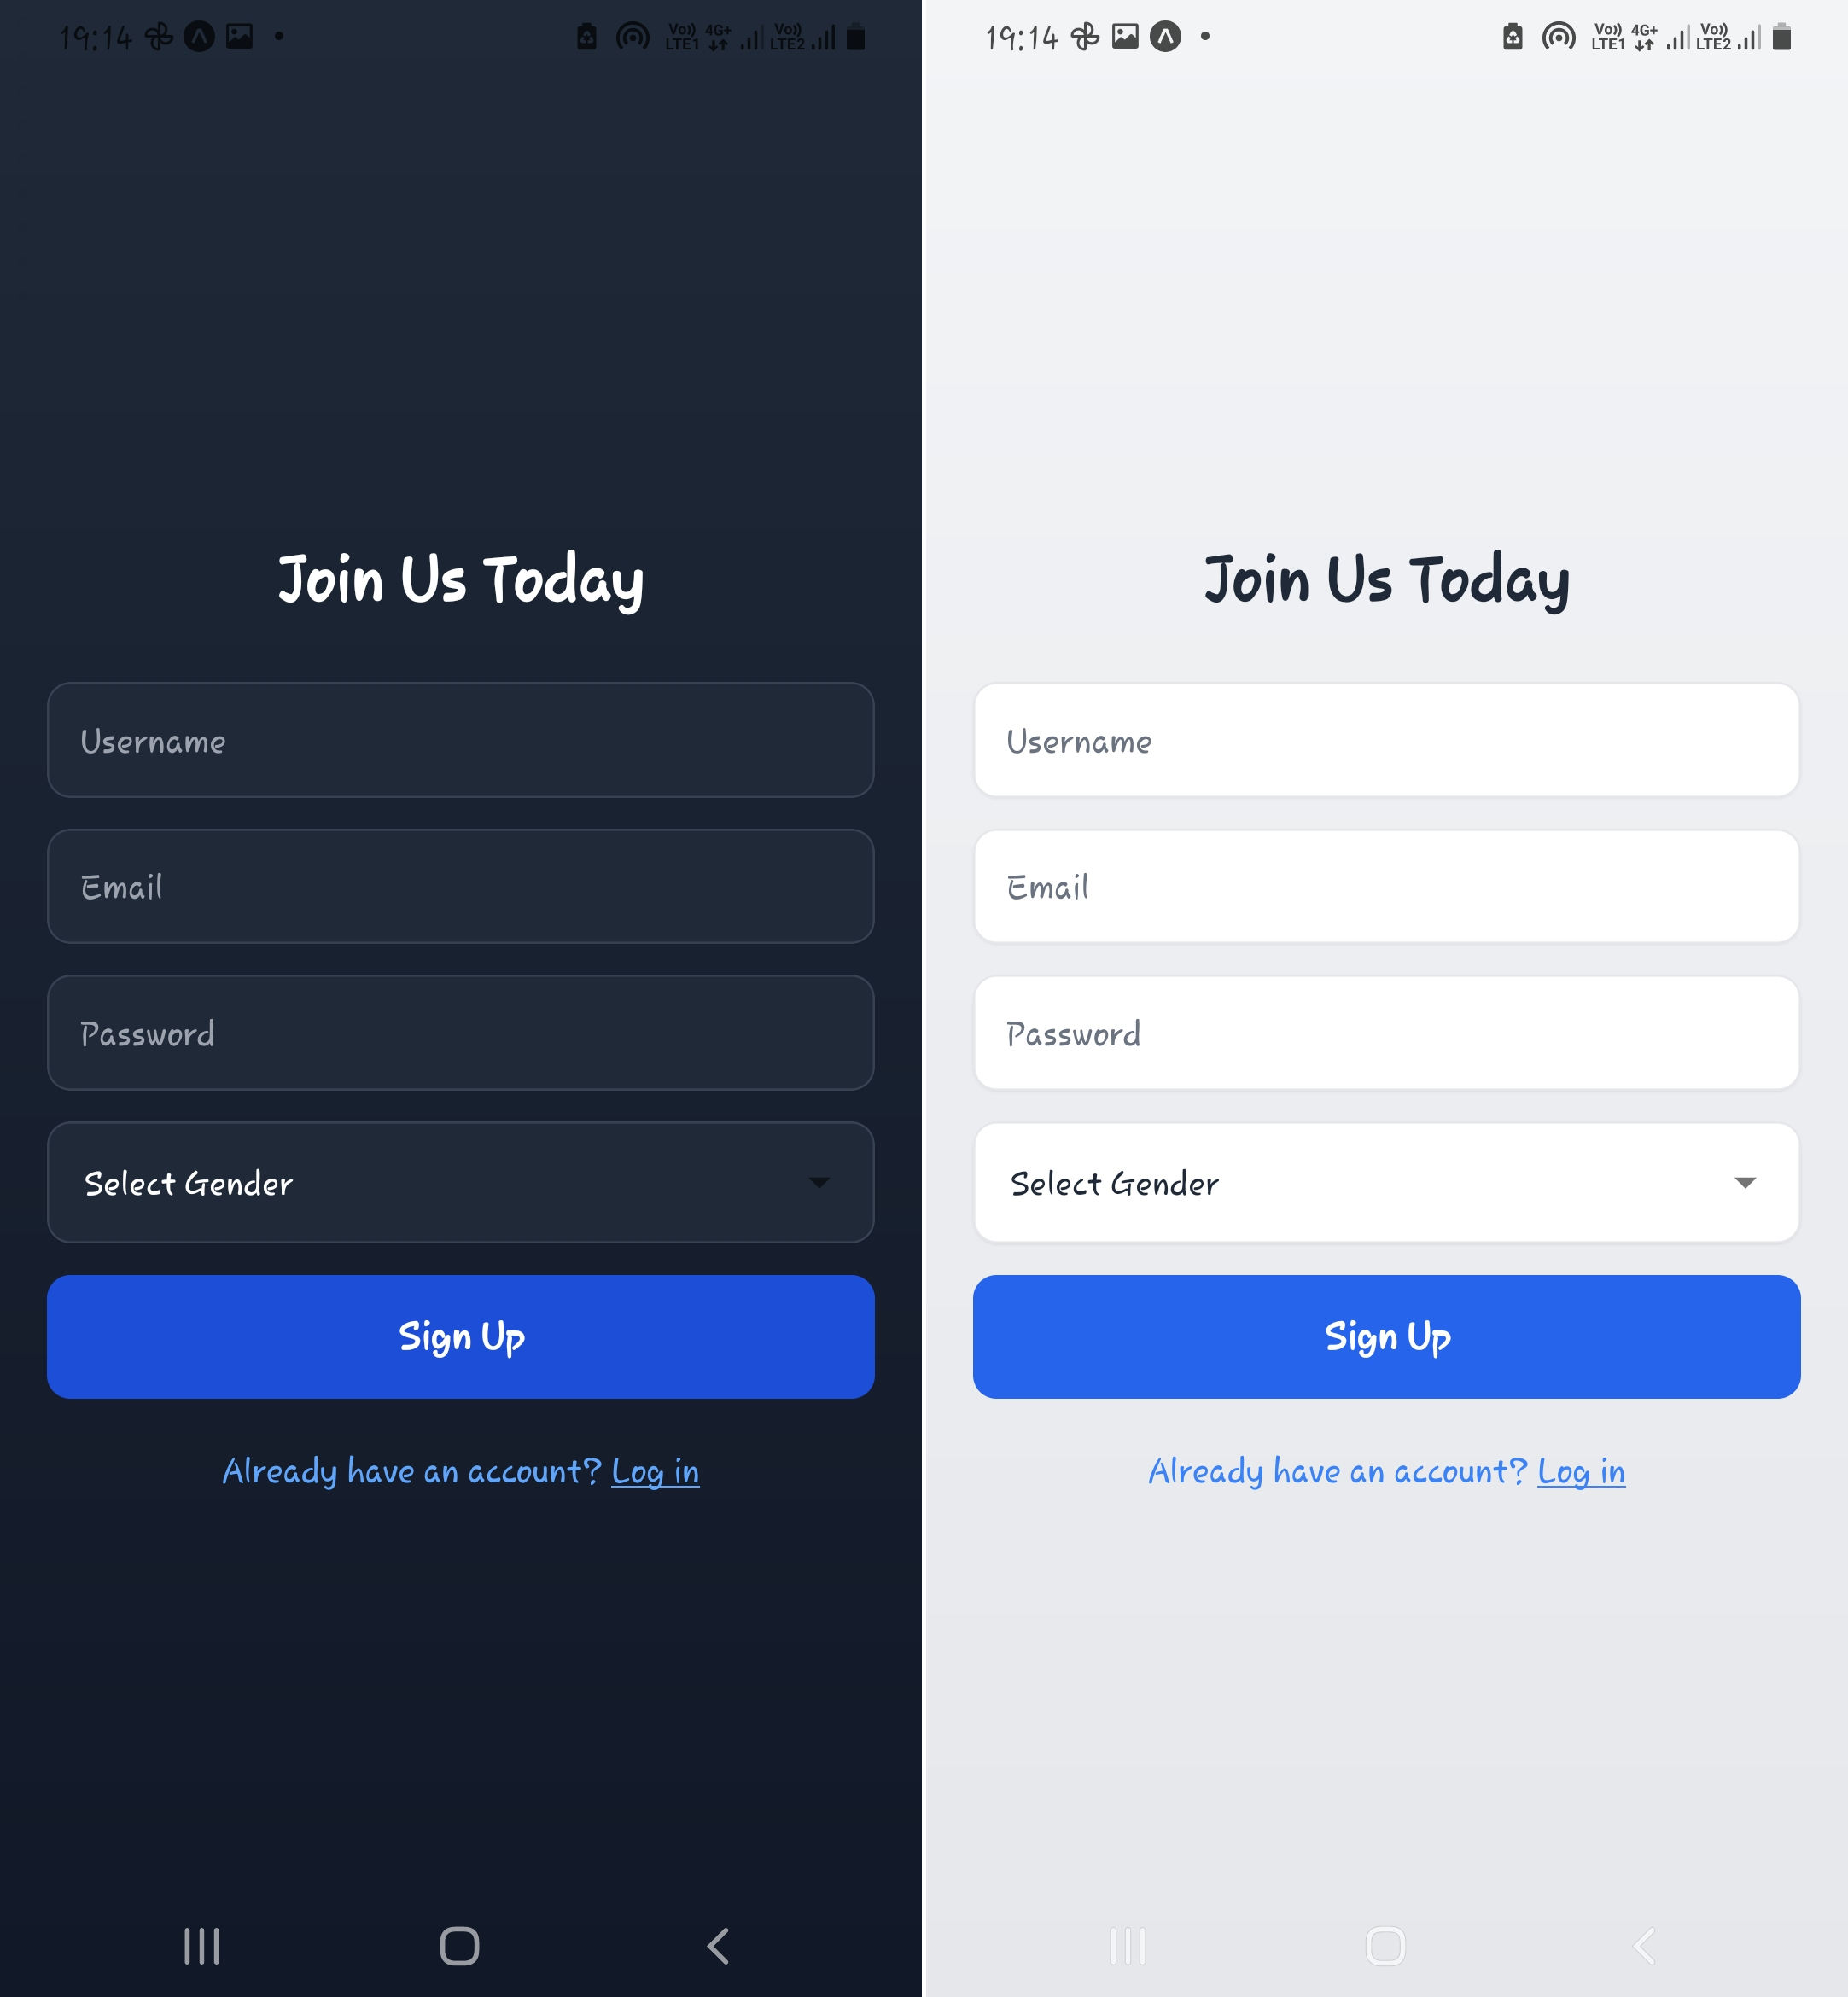 19:14
Vo)) 4G+ Vo))
LTE1 LTE2
Join Us Today
Username
Email
Password
Select Gender
Sign Up
Already have an account? Log in
19:14
Vo)) 4G+ Vo))
LTE1 LTE2
Join Us Today
Username
Email
Password
Select Gender
Sign Up
Already have an account? Log in